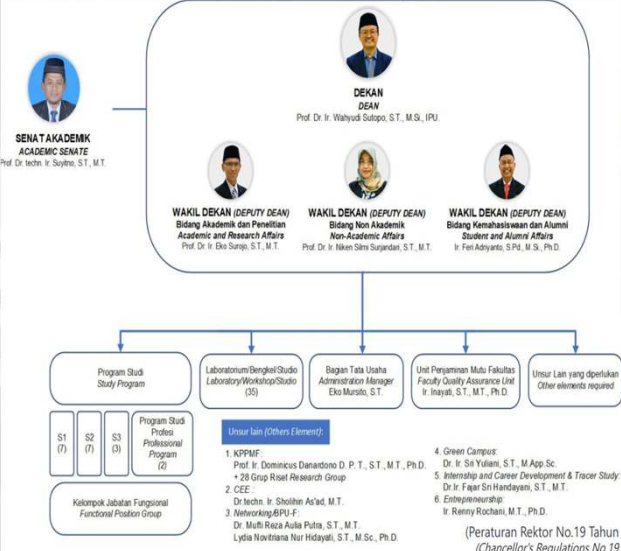 DEKAN
DEAN
Prof. Dr. Ir. Wahyudi Sutopo, S.T., M.Si., IPU.
SENAT AKADEMIK
ACADEMIC SENATE
Prof. Dr. techn. Ir. Suyitno, S.T., M.T.
WAKIL DEKAN (DEPUTY DEAN)
Bidang Akademik dan Penelitian
Academic and Research Affairs
Prof. Dr. Ir. Eko Surojo, S.T., M.T.
WAKIL DEKAN (DEPUTY DEAN)
Bidang Non Akademik
Non-Academic Affairs
Prof. Dr. Ir. Niken Silmi Surjandari, S.T., M.T.
WAKIL DEKAN (DEPUTY DEAN)
Bidang Kemahasiswaan dan Alumni
Student and Alumni Affairs
Ir. Feri Adriyanto, S.Pd., M.Si., Ph.D.
Program Studi
Study Program
Laboratorium/Bengkel/Studio
Laboratory/Workshop/Studio
(35)
Bagian Tata Usaha
Administration Manager
Eko Mursito, S.T.
Unit Penjaminan Mutu Fakultas
Faculty Quality Assurance Unit
Ir. Inayati, S.T., M.T., Ph.D.
Unsur Lain yang diperlukan
Other elements required
S1
(7)
S2
(7)
S3
(3)
Program Studi
Profesi
Professional
Program
(2)
Kelompok Jabatan Fungsional
Functional Position Group
Unsur lain (Others Element):
1. KPPMF:
Prof. Ir. Dominicus Danardono D. P. T., S.T., M.T., Ph.D.
+ 28 Grup Riset Research Group
2. CEE :
Dr.techn. Ir. Sholihin As'ad, M.T.
3. Networking/BPU-F:
Dr. Mufti Reza Aulia Putra, S.T., M.T.
Lydia Novitriana Nur Hidayati, S.T., M.Sc., Ph.D.
4. Green Campus:
Dr. Ir. Sri Yuliani, S.T., M.App.Sc.
5. Internship and Career Development & Tracer Study:
Dr.Ir. Fajar Sri Handayani, S.T., M.T.
6. Entrepreneurship:
Ir. Renny Rochani, M.T., Ph.D.
(Peraturan Rektor No.19 Tahun
(Chancellor's Regulations No.19